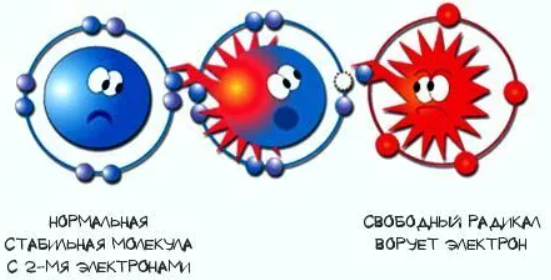 НОРМАЛЬНАЯ
СТАБИЛЬНАЯ МОЛЕКУЛА
С 2-МЯ ЭЛЕКТРОНАМИ
СВОБОДНЫЙ РАДИКАЛ
ВОРУЕТ ЭЛЕКТРОН